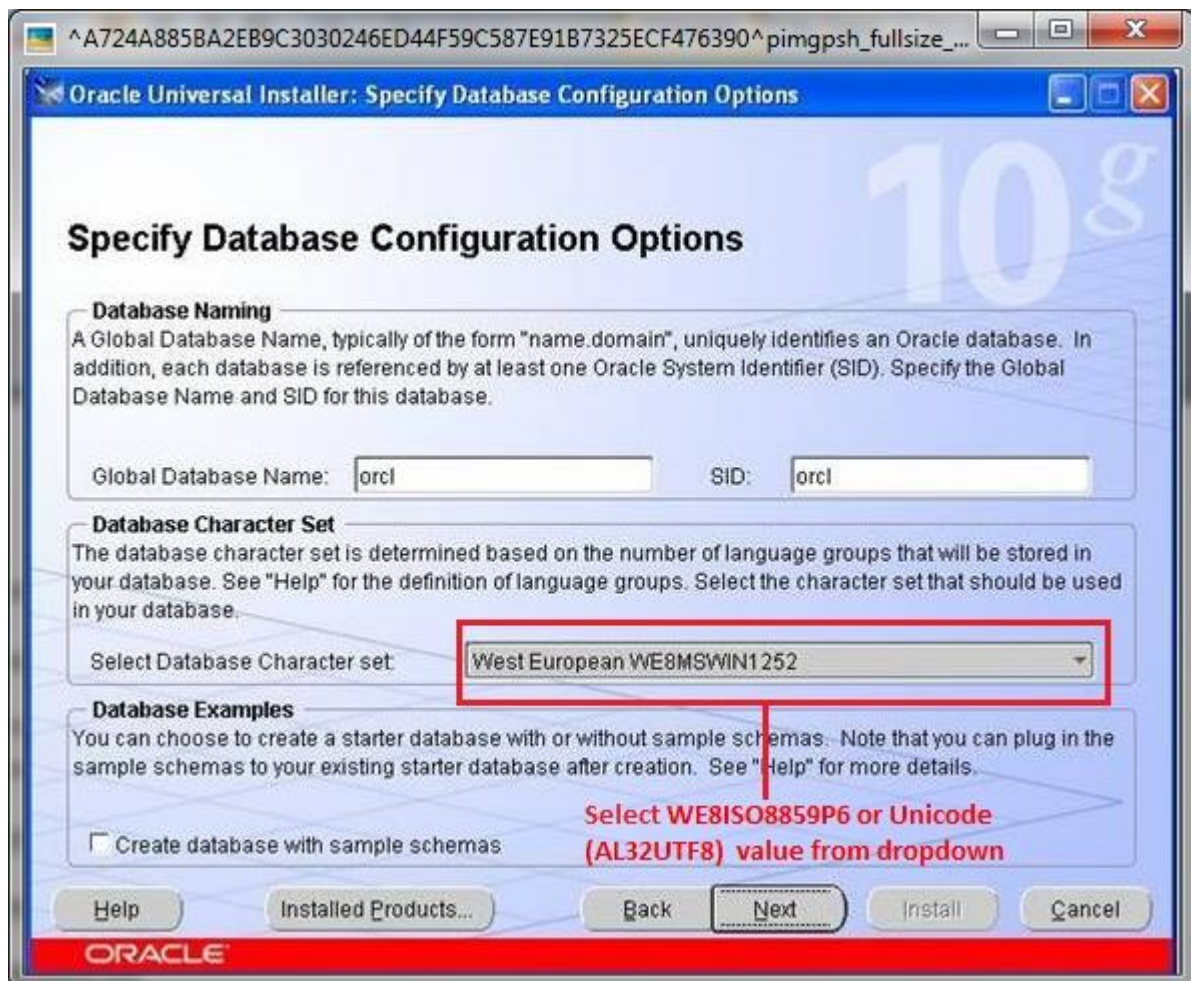 ^A724A885BA2EB9C3030246ED44F59C587E91B7325ECF476390^pimgpsh_fullsize_...
Oracle Universal Installer: Specify Database Configuration Options
10g
Specify Database Configuration Options
Database Naming
A Global Database Name, typically of the form "name.domain", uniquely identifies an Oracle database. In
addition, each database is referenced by at least one Oracle System Identifier (SID). Specify the Global
Database Name and SID for this database.
Global Database Name: orcl SID: orcl
Database Character Set
The database character set is determined based on the number of language groups that will be stored in
your database. See "Help" for the definition of language groups. Select the character set that should be used
in your database.
Select Database Character set: West European WE8MSWIN1252
Database Examples
You can choose to create a starter database with or without sample schemas. Note that you can plug in the
sample schemas to your existing starter database after creation. See "Help" for more details.
Select WE8ISO8859P6 or Unicode
(AL32UTF8) value from dropdown
Create database with sample schemas
Help Installed Products... Back Next Install Cancel
ORACLE